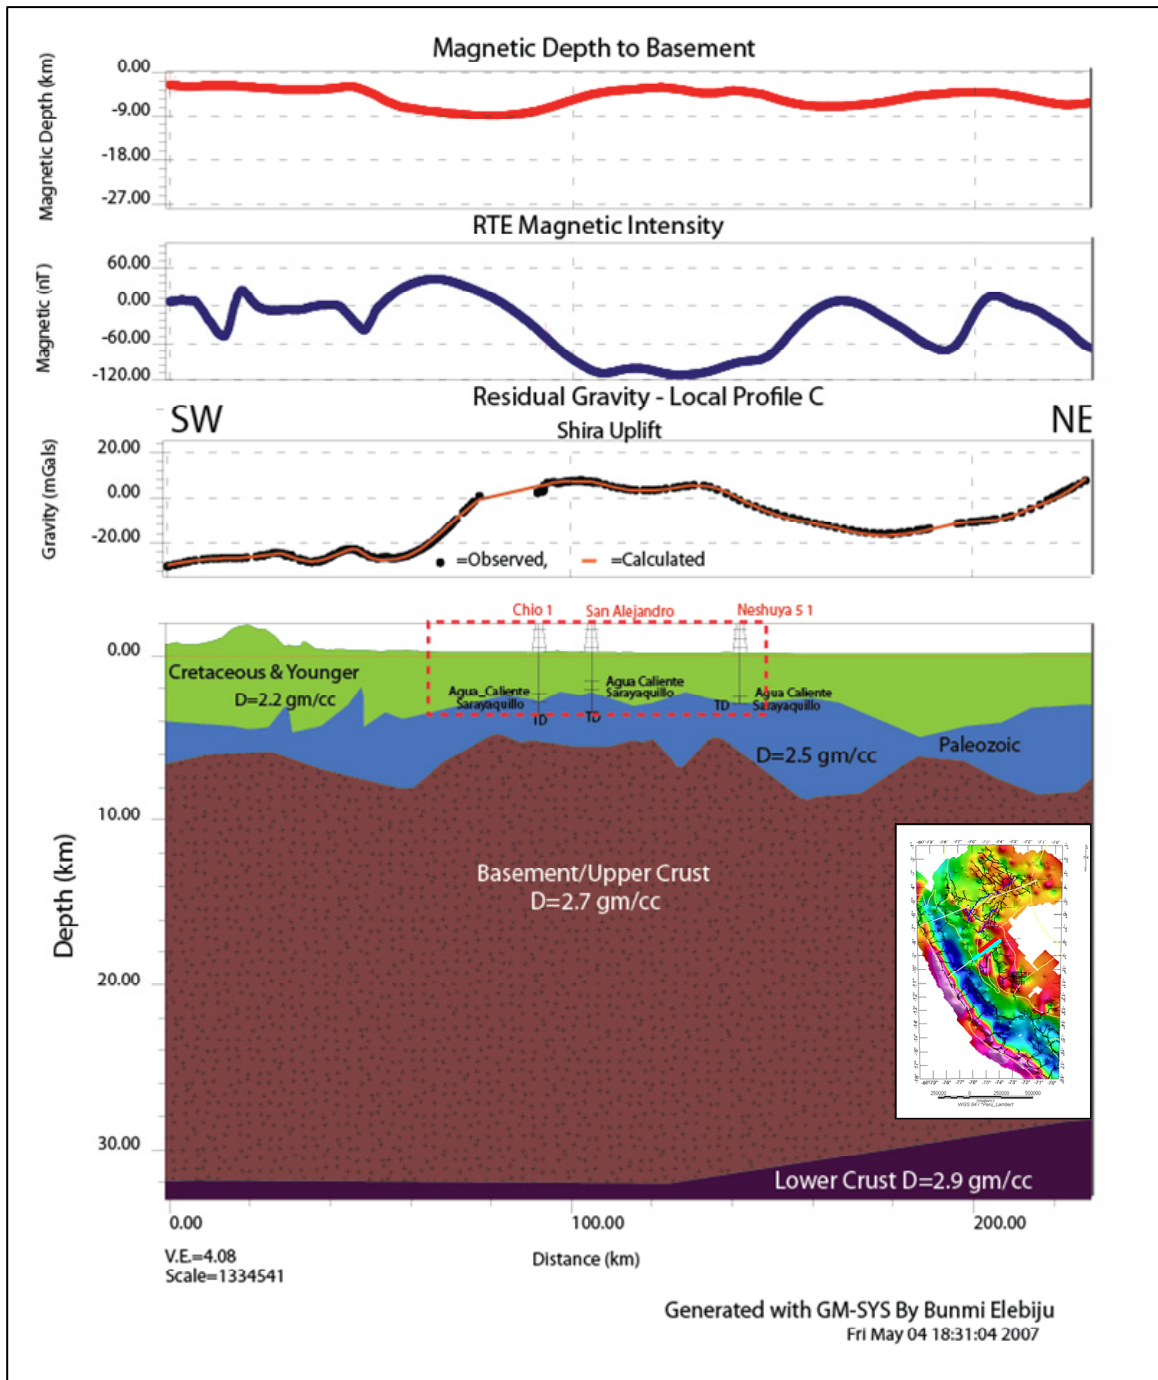 Magnetic Depth to Basement
0.00
-9.00
-18.00
-27.00
Magnetic Depth (km)
RTE Magnetic Intensity
60.00
0.00
-60.00
-120.00
Magnetic (nT)
Residual Gravity - Local Profile C
SW
NE
Shira Uplift
20.00
0.00
-20.00
Gravity (mGals)
=Observed, =Calculated
Chio 1 San Alejandro Neshuya 5 1
0.00
10.00
20.00
30.00
Depth (km)
Cretaceous & Younger
D=2.2 gm/cc
Agua_Caliente
Sarayaquillo
TD
Agua Caliente
Sarayaquillo
TD
Agua Caliente
Sarayaquillo
TD
D=2.5 gm/cc
Paleozoic
Basement/Upper Crust
D=2.7 gm/cc
Lower Crust D=2.9 gm/cc
0.00 100.00 200.00
Distance (km)
V.E.=4.08
Scale=1334541
Generated with GM-SYS By Bunmi Elebiju
Fri May 04 18:31:04 2007